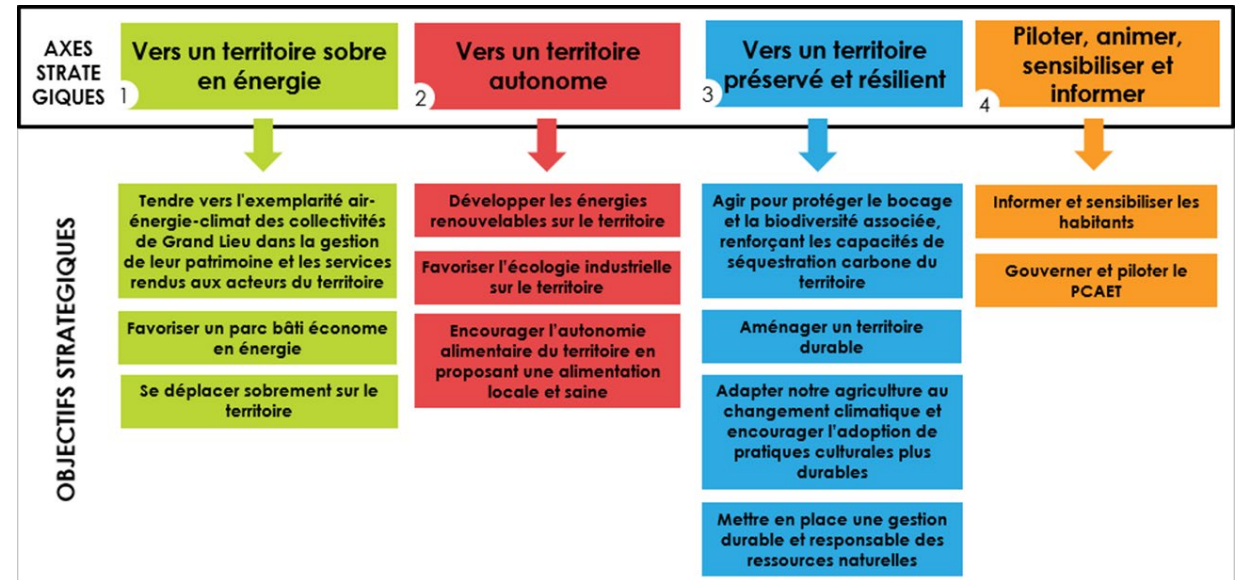 AXES
STRATE
GIQUES
1
Vers un territoire sobre
en énergie
2
Vers un territoire
autonome
3
Vers un territoire
préservé et résilient
4
Piloter, animer,
sensibiliser et
informer
OBJECTIFS STRATEGIQUES
Tendre vers l'exemplarité air-
énergie-climat des collectivités
de Grand Lieu dans la gestion
de leur patrimoine et les services
rendus aux acteurs du territoire
Favoriser un parc bâti économe
en énergie
Se déplacer sobrement sur le
territoire
Développer les énergies
renouvelables sur le territoire
Favoriser l'écologie industrielle
sur le territoire
Encourager l'autonomie
alimentaire du territoire en
proposant une alimentation
locale et saine
Agir pour protéger le bocage
et la biodiversité associée,
renforçant les capacités de
séquestration carbone du
territoire
Aménager un territoire
durable
Adapter notre agriculture au
changement climatique et
encourager l'adoption de
pratiques culturales plus
durables
Mettre en place une gestion
durable et responsable des
ressources naturelles
Informer et sensibiliser les
habitants
Gouverner et piloter le
PCAET